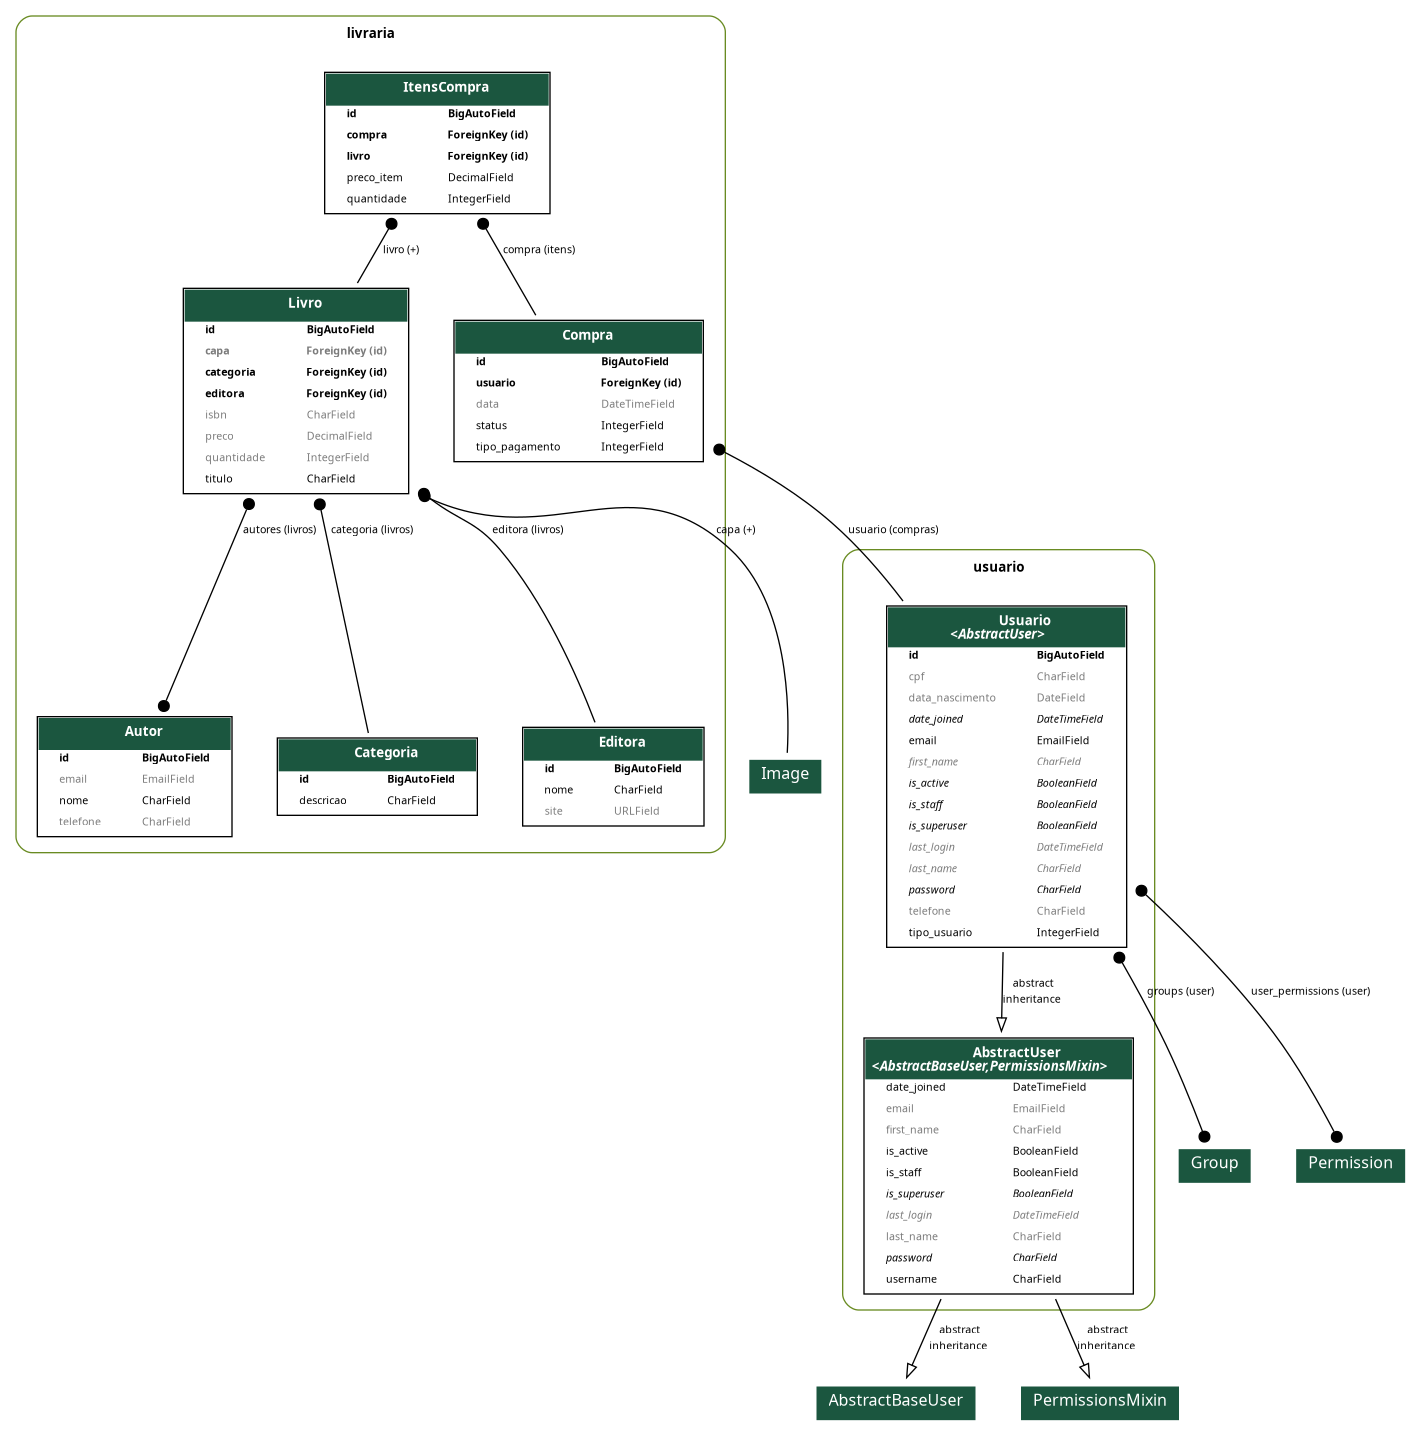 livraria
ItensCompra
id BigAutoField
compra ForeignKey (id)
livro ForeignKey (id)
preco_item DecimalField
quantidade IntegerField
livro (+)
compra (itens)
Livro
id BigAutoField
capa ForeignKey (id)
categoria ForeignKey (id)
editora ForeignKey (id)
isbn CharField
preco DecimalField
quantidade IntegerField
titulo CharField
Compra
id BigAutoField
usuario ForeignKey (id)
data DateTimeField
status IntegerField
tipo_pagamento IntegerField
autores (livros)
categoria (livros)
editora (livros)
capa (+)
usuario (compras)
Autor
id BigAutoField
email EmailField
nome CharField
telefone CharField
Categoria
id BigAutoField
descricao CharField
Editora
id BigAutoField
nome CharField
site URLField
Image
usuario
Usuario
<AbstractUser>
id BigAutoField
cpf CharField
data_nascimento DateField
date_joined DateTimeField
email EmailField
first_name CharField
is_active BooleanField
is_staff BooleanField
is_superuser BooleanField
last_login DateTimeField
last_name CharField
password CharField
telefone CharField
tipo_usuario IntegerField
abstract
inheritance
groups (user)
user_permissions (user)
AbstractUser
<AbstractBaseUser,PermissionsMixin>
date_joined DateTimeField
email EmailField
first_name CharField
is_active BooleanField
is_staff BooleanField
is_superuser BooleanField
last_login DateTimeField
last_name CharField
password CharField
username CharField
Group
Permission
abstract
inheritance
abstract
inheritance
AbstractBaseUser
PermissionsMixin